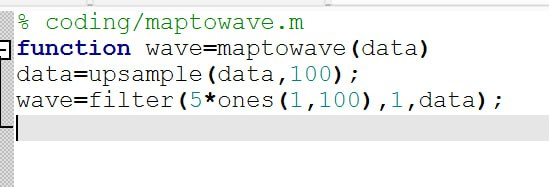 % coding/maptowave.m
function wave=maptowave(data)
data=upsample(data,100);
wave=filter(5*ones(1,100),1,data);